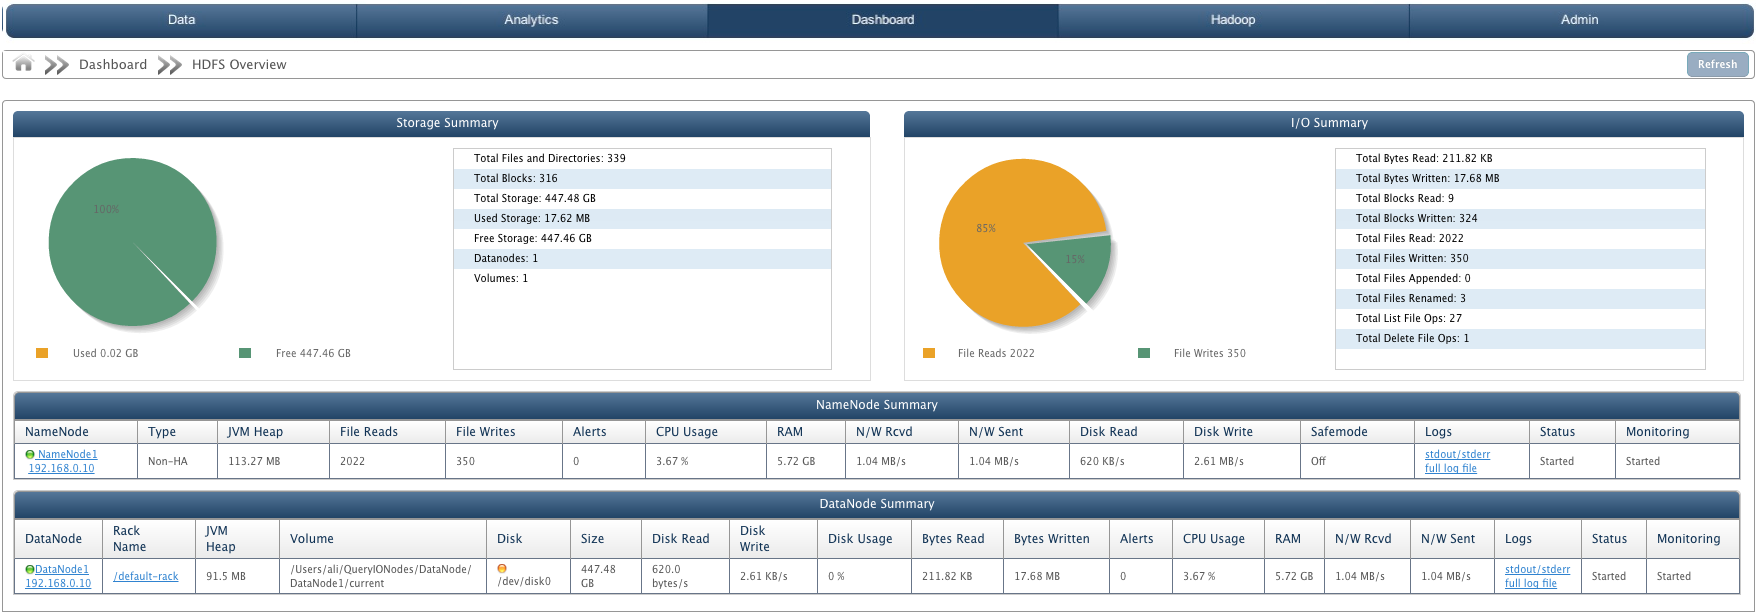 Data Analytics Dashboard Hadoop Admin
Dashboard HDFS Overview Refresh
Storage Summary
100%
Used 0.02 GB Free 447.46 GB
Total Files and Directories: 339
Total Blocks: 316
Total Storage: 447.48 GB
Used Storage: 17.62 MB
Free Storage: 447.46 GB
Datanodes: 1
Volumes: 1
I/O Summary
85%
15%
File Reads 2022 File Writes 350
Total Bytes Read: 211.82 KB
Total Bytes Written: 17.68 MB
Total Blocks Read: 9
Total Blocks Written: 324
Total Files Read: 2022
Total Files Written: 350
Total Files Appended: 0
Total Files Renamed: 3
Total List File Ops: 27
Total Delete File Ops: 1
NameNode Summary
NameNode Type JVM Heap File Reads File Writes Alerts CPU Usage RAM N/W Rcvd N/W Sent Disk Read Disk Write Safemode Logs Status Monitoring
NameNode1 stdout/stderr
Non-HA 113.27 MB 2022 350 0 3.67 % 5.72 GB 1.04 MB/s 1.04 MB/s 620 KB/s 2.61 MB/s Off Started Started
192.168.0.10 full log file
DataNode Summary
Rack JVM Disk
DataNode Volume Disk Size Disk Read Disk Usage Bytes Read Bytes Written Alerts CPU Usage RAM N/W Rcvd N/W Sent Logs Status Monitoring
Name Heap Write
DataNode1 /Users/ali/QueryIONodes/DataNode/ 447.48 620.0 stdout/stderr
/default-rack 91.5 MB 2.61 KB/s 0 % 211.82 KB 17.68 MB 0 3.67 % 5.72 GB 1.04 MB/s 1.04 MB/s Started Started
192.168.0.10 DataNode1/current /dev/disk0 GB bytes/s full log file